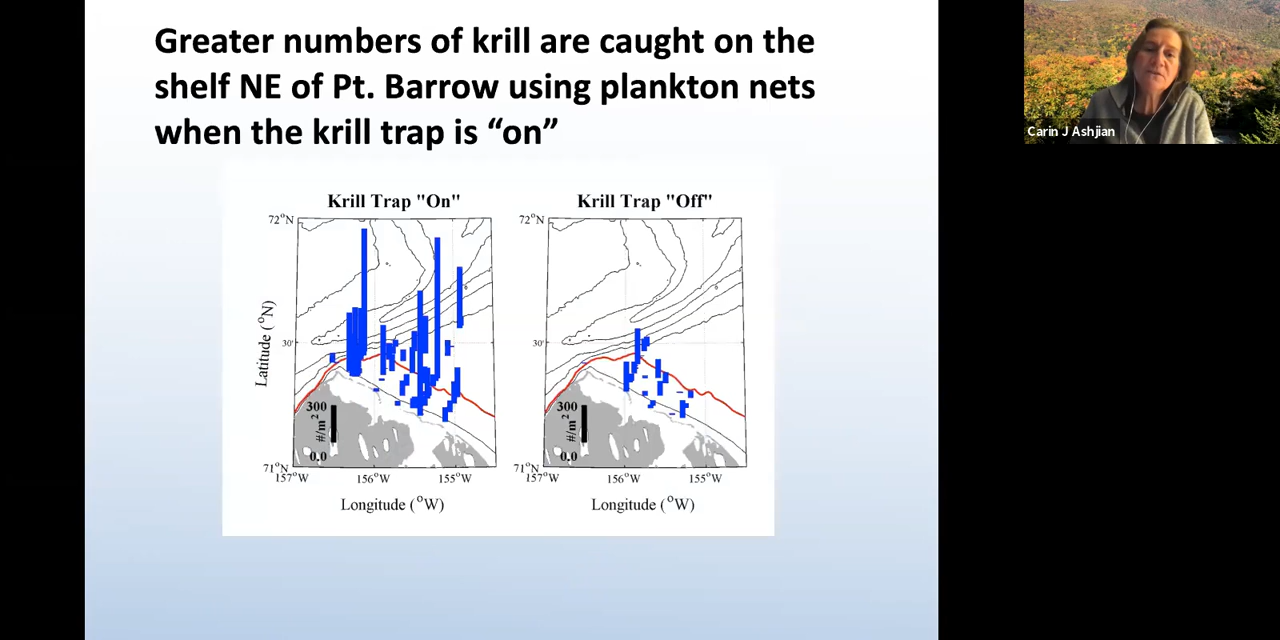 Greater numbers of krill are caught on the
shelf NE of Pt. Barrow using plankton nets
when the krill trap is “on”
Carin J Ashjian
Krill Trap "On"
72°N
Latitude (°N)
30'
300
#/m²
0.0
71°N
157°W
156°W
155°W
Longitude (°W)
Krill Trap "Off"
72°N
30'
300
#/m²
0.0
71°N
157°W
156°W
155°W
Longitude (°W)